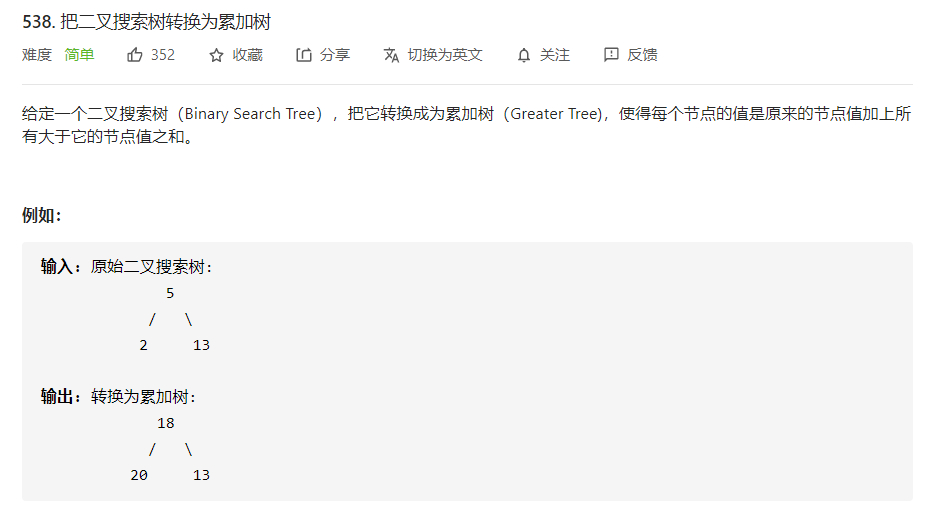 538. 把二叉搜索树转换为累加树
难度 简单 352 收藏 分享 切换为英文 关注 反馈
给定一个二叉搜索树（Binary Search Tree），把它转换成为累加树（Greater Tree)，使得每个节点的值是原来的节点值加上所
有大于它的节点值之和。
例如：
输入：原始二叉搜索树:
5
/ \
2 13
输出：转换为累加树:
18
/ \
20 13